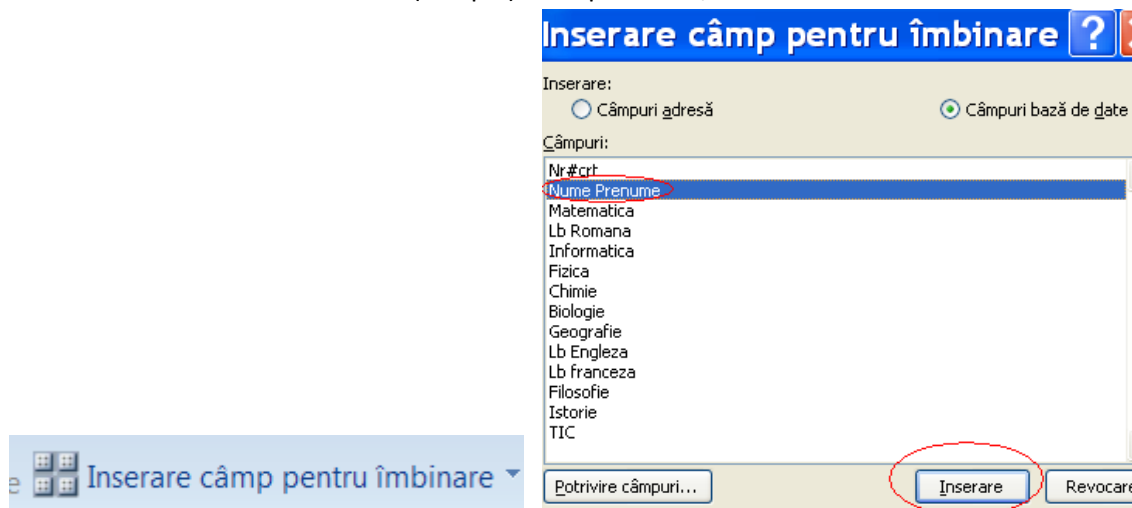 Inserare câmp pentru îmbinare
Inserare:
Câmpuri adresă
Câmpuri bază de date
Câmpuri:
Nr#crt
Nume Prenume
Matematica
Lb Romana
Informatica
Fizica
Chimie
Biologie
Geografie
Lb Engleza
Lb franceza
Filosofie
Istorie
TIC
Potrivire câmpuri...
Inserare
Revocare
Inserare câmp pentru îmbinare